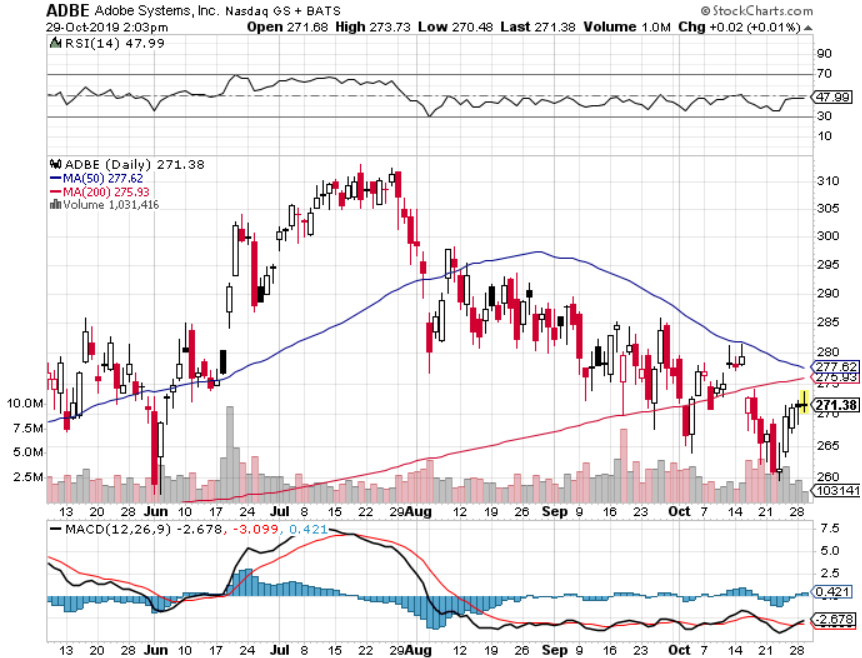 ADBE Adobe Systems, Inc. Nasdaq GS + BATS © StockCharts.com
29-Oct-2019 2:03pm Open 271.68 High 273.73 Low 270.48 Last 271.38 Volume 1.0M Chg +0.02 (+0.01%)
RSI(14) 47.99
90
70
47.99
30
10
ADBE (Daily) 271.38
MA(50) 277.62
MA(200) 275.93
Volume 1,031,416
310
305
300
295
290
285
280
277.62
275.93
10.0M 271.38
270
7.5M
265
5.0M
2.5M 260
103141
Jun 10 17 24 Jul 8 15 22 29 Aug 12 19 26 Sep 9 16 23 Oct 7 14 21 28
13 20
MACD(12,26,9) -2.678, -3.099, 0.421
7.5
5.0
2.5
0.421
-2.678
13 20 Jun 10 17 24 Jul 8 15 22 29 Aug 12 19 26 Sep 9 16 23 Oct 7 14 21 28